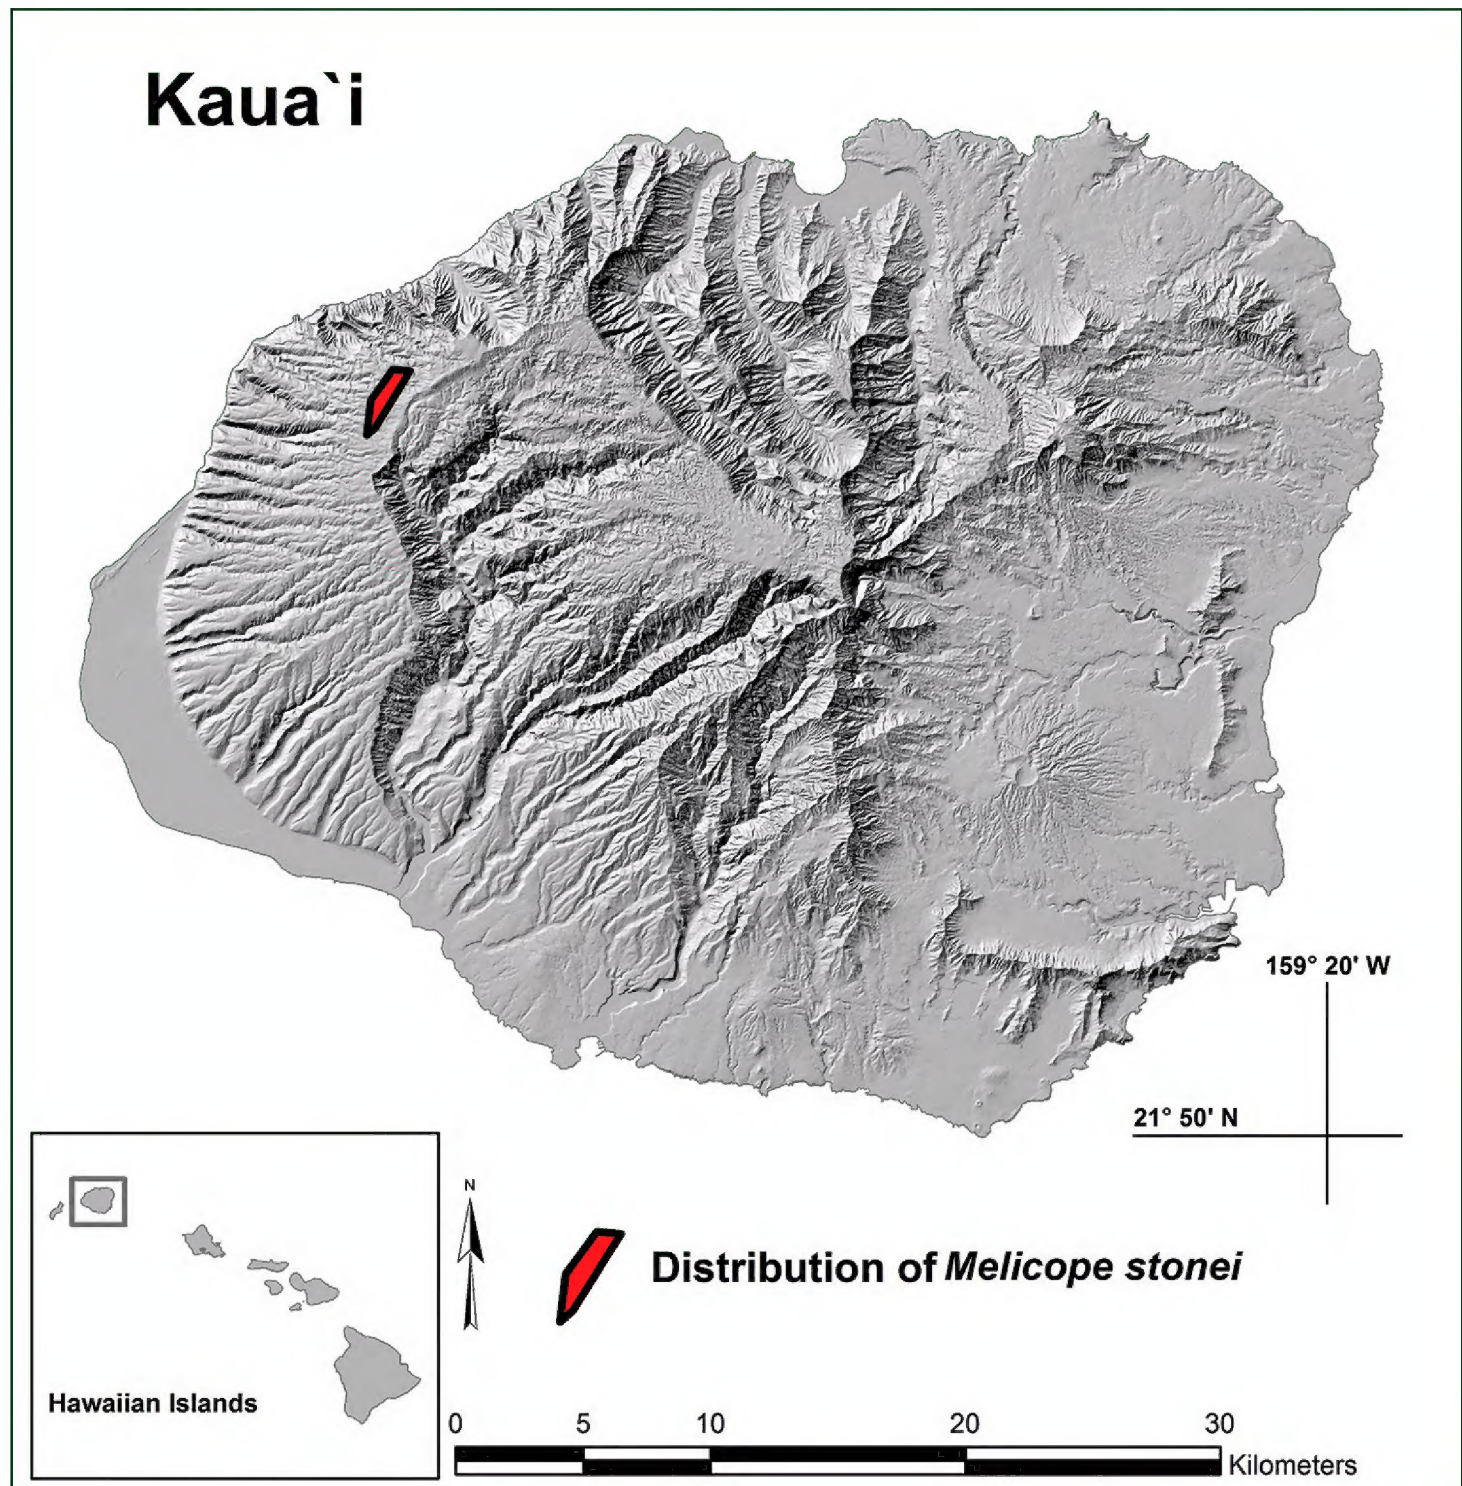 Kaua`i
159° 20' W
21° 50' N
N
Distribution of Melicope stonei
Hawaiian Islands
0 5 10 20 30
Kilometers